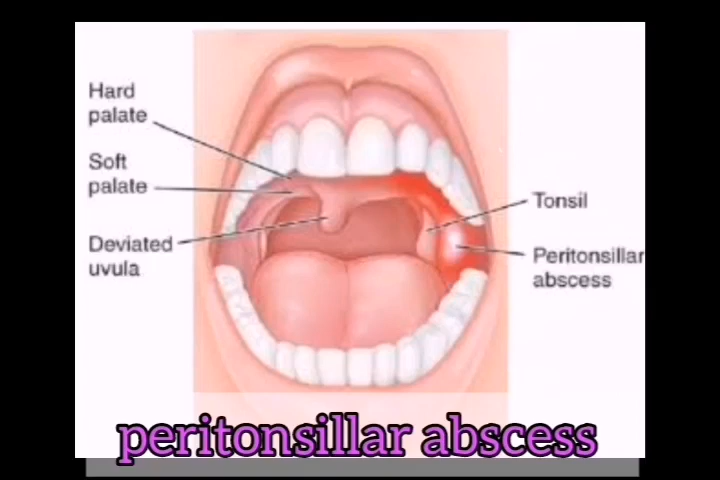 Hard
palate
Soft
palate
Deviated
uvula
Tonsil
Peritonsillar
abscess
peritonsillar abscess